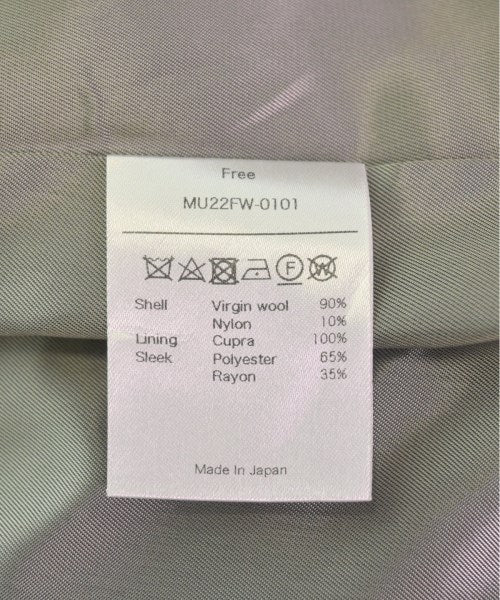 Free
MU22FW-0101
F W
Shell Virgin wool 90%
Nylon 10%
Lining Cupra 100%
Sleek Polyester 65%
Rayon 35%
Made In Japan